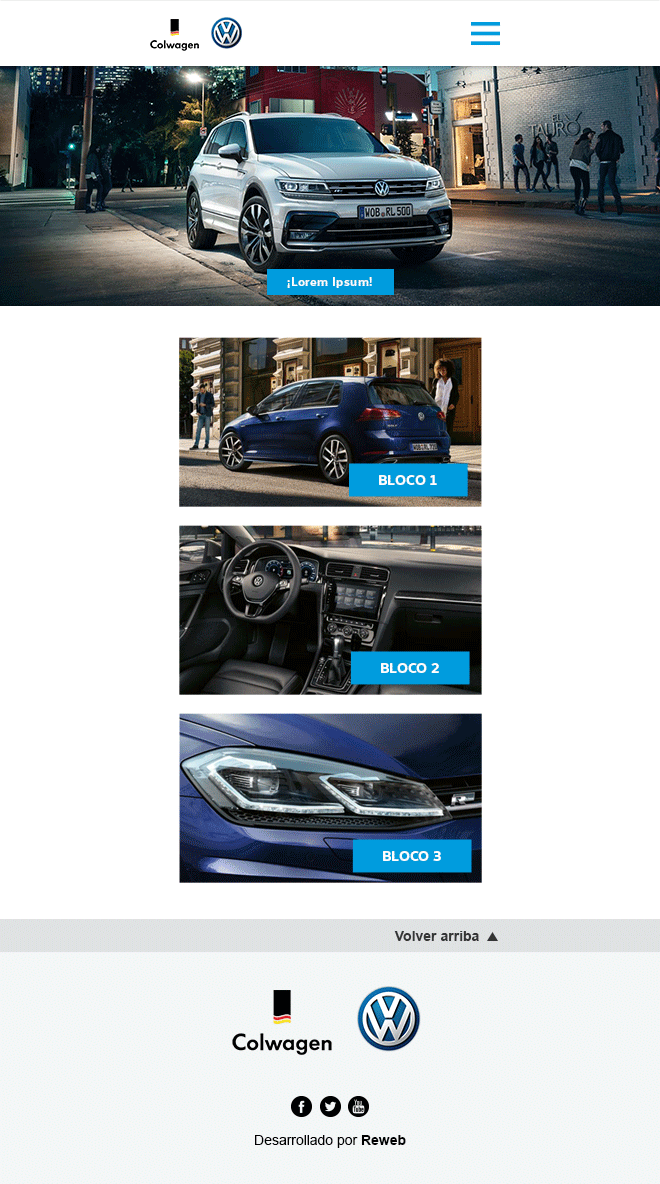 Colwagen
EL
TAURO
WOB RL 500
¡Lorem Ipsum!
BLOCO 1
BLOCO 2
BLOCO 3
Volver arriba
Colwagen
You
Tube
Desarrollado por Reweb